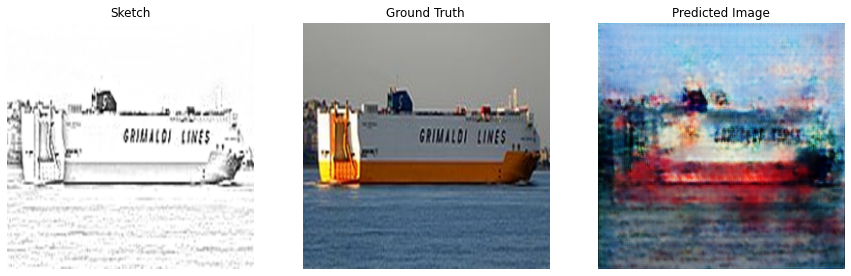 Sketch
Ground Truth
Predicted Image
GRIMALDI LINES
GRIMALDI LINES